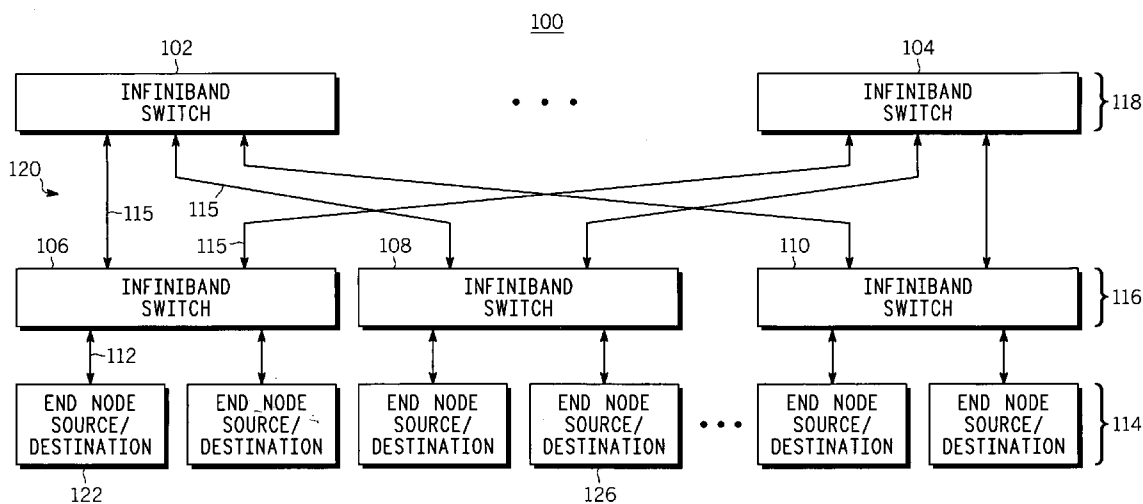 100
102
104
INFINIBAND
SWITCH
INFINIBAND
SWITCH
118
120
115
115
115
106
108
110
INFINIBAND
SWITCH
INFINIBAND
SWITCH
INFINIBAND
SWITCH
116
112
END NODE
SOURCE/
DESTINATION
END NODE
SOURCE/
DESTINATION
END NODE
SOURCE/
DESTINATION
END NODE
SOURCE/
DESTINATION
END NODE
SOURCE/
DESTINATION
END NODE
SOURCE/
DESTINATION
114
122
126